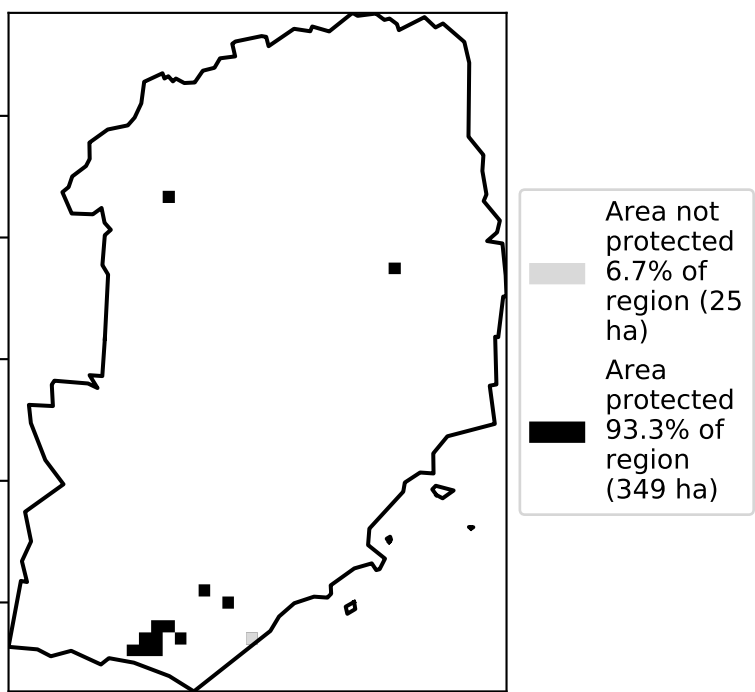 Area not
protected
6.7% of
region (25
ha)
Area
protected
93.3% of
region
(349 ha)